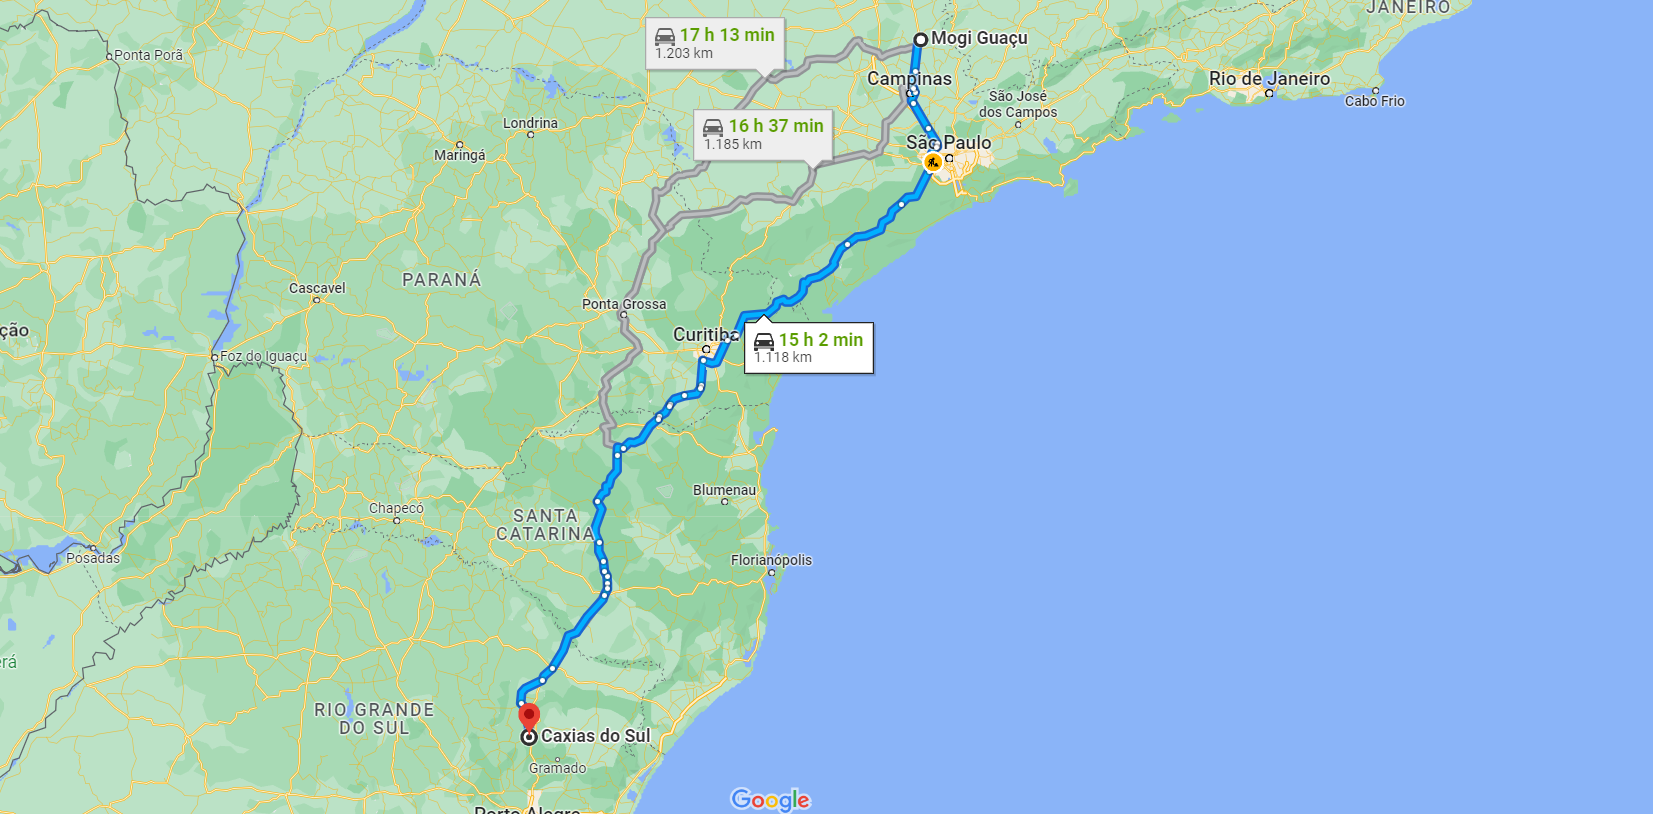 JANEIRO
17 h 13 min
1.203 km
Mogi Guaçu
Ponta Porã
Campinas
Rio de Janeiro
São José
dos Campos
Cabo Frio
Londrina
16 h 37 min
1.185 km
São Paulo
Maringá
PARANÁ
Cascavel
Ponta Grossa
ção
Curitiba
15 h 2 min
1.118 km
Foz do Iguaçu
Blumenau
Chapecó
SANTA
CATARINA
Posadas
Florianópolis
erá
RIO GRANDE
DO SUL
Caxias do Sul
Gramado
Google
Porto Alegre